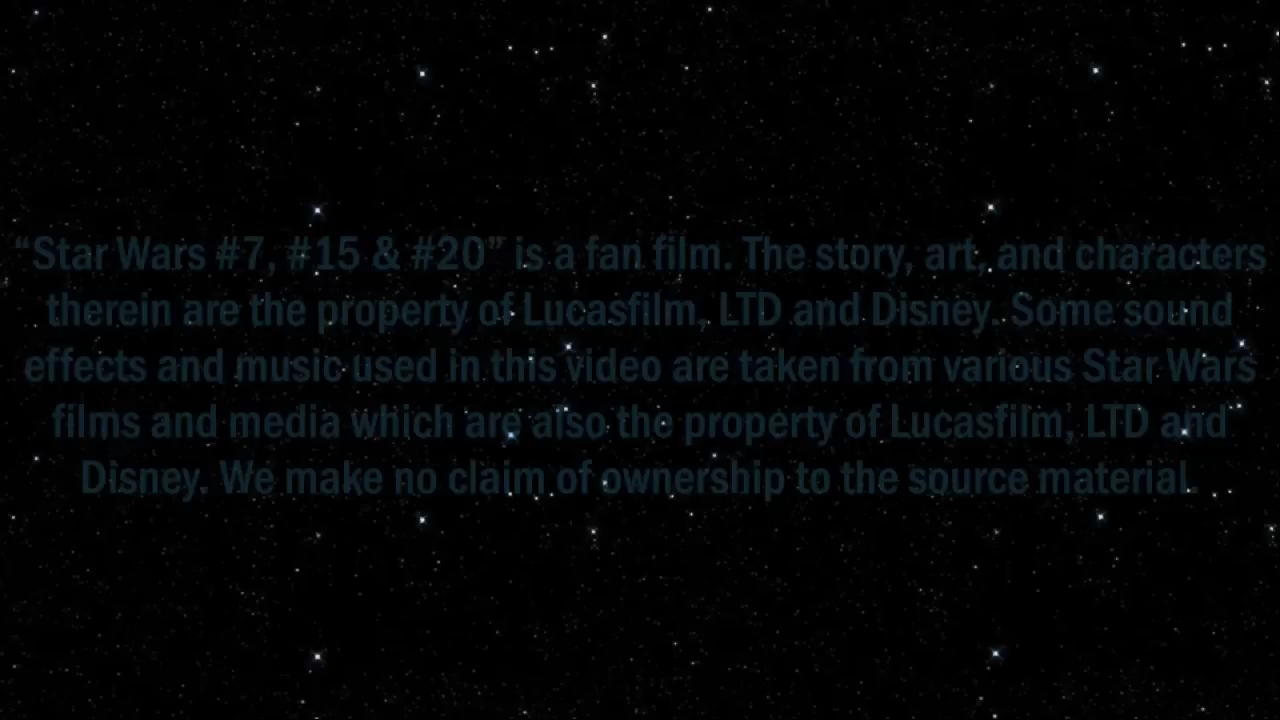 “Star Wars #7, #15 & #20” is a fan film. The story, art, and characters
therein are the property of Lucasfilm, LTD and Disney. Some sound
effects and music used in this video are taken from various Star Wars
films and media which are also the property of Lucasfilm, LTD and
Disney. We make no claim of ownership to the source material.